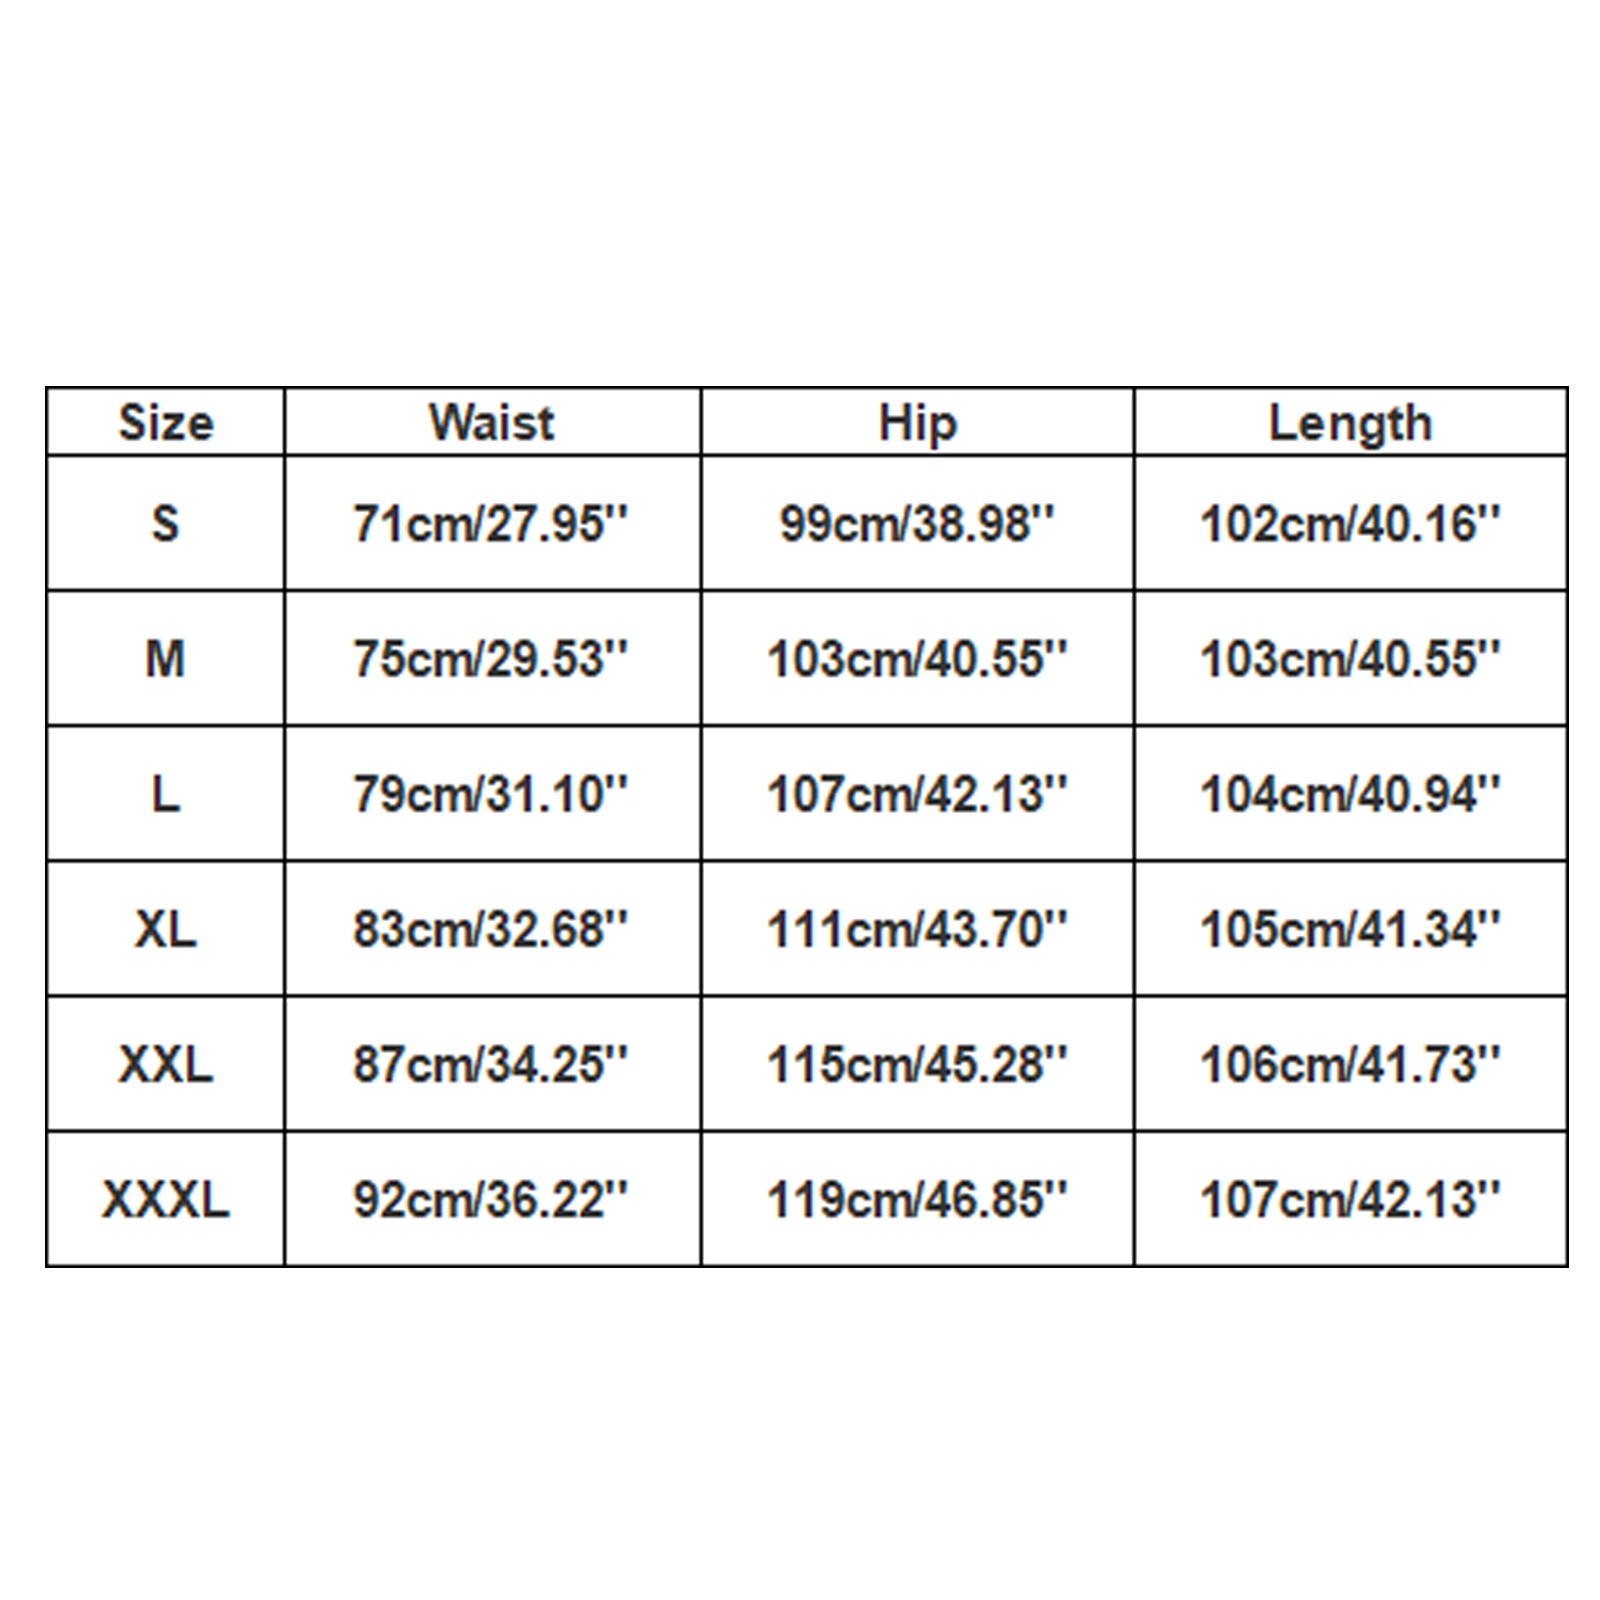 Size Waist Hip Length
S 71cm/27.95'' 99cm/38.98'' 102cm/40.16''
M 75cm/29.53'' 103cm/40.55'' 103cm/40.55''
L 79cm/31.10'' 107cm/42.13'' 104cm/40.94''
XL 83cm/32.68'' 111cm/43.70'' 105cm/41.34''
XXL 87cm/34.25'' 115cm/45.28'' 106cm/41.73''
XXXL 92cm/36.22'' 119cm/46.85'' 107cm/42.13''